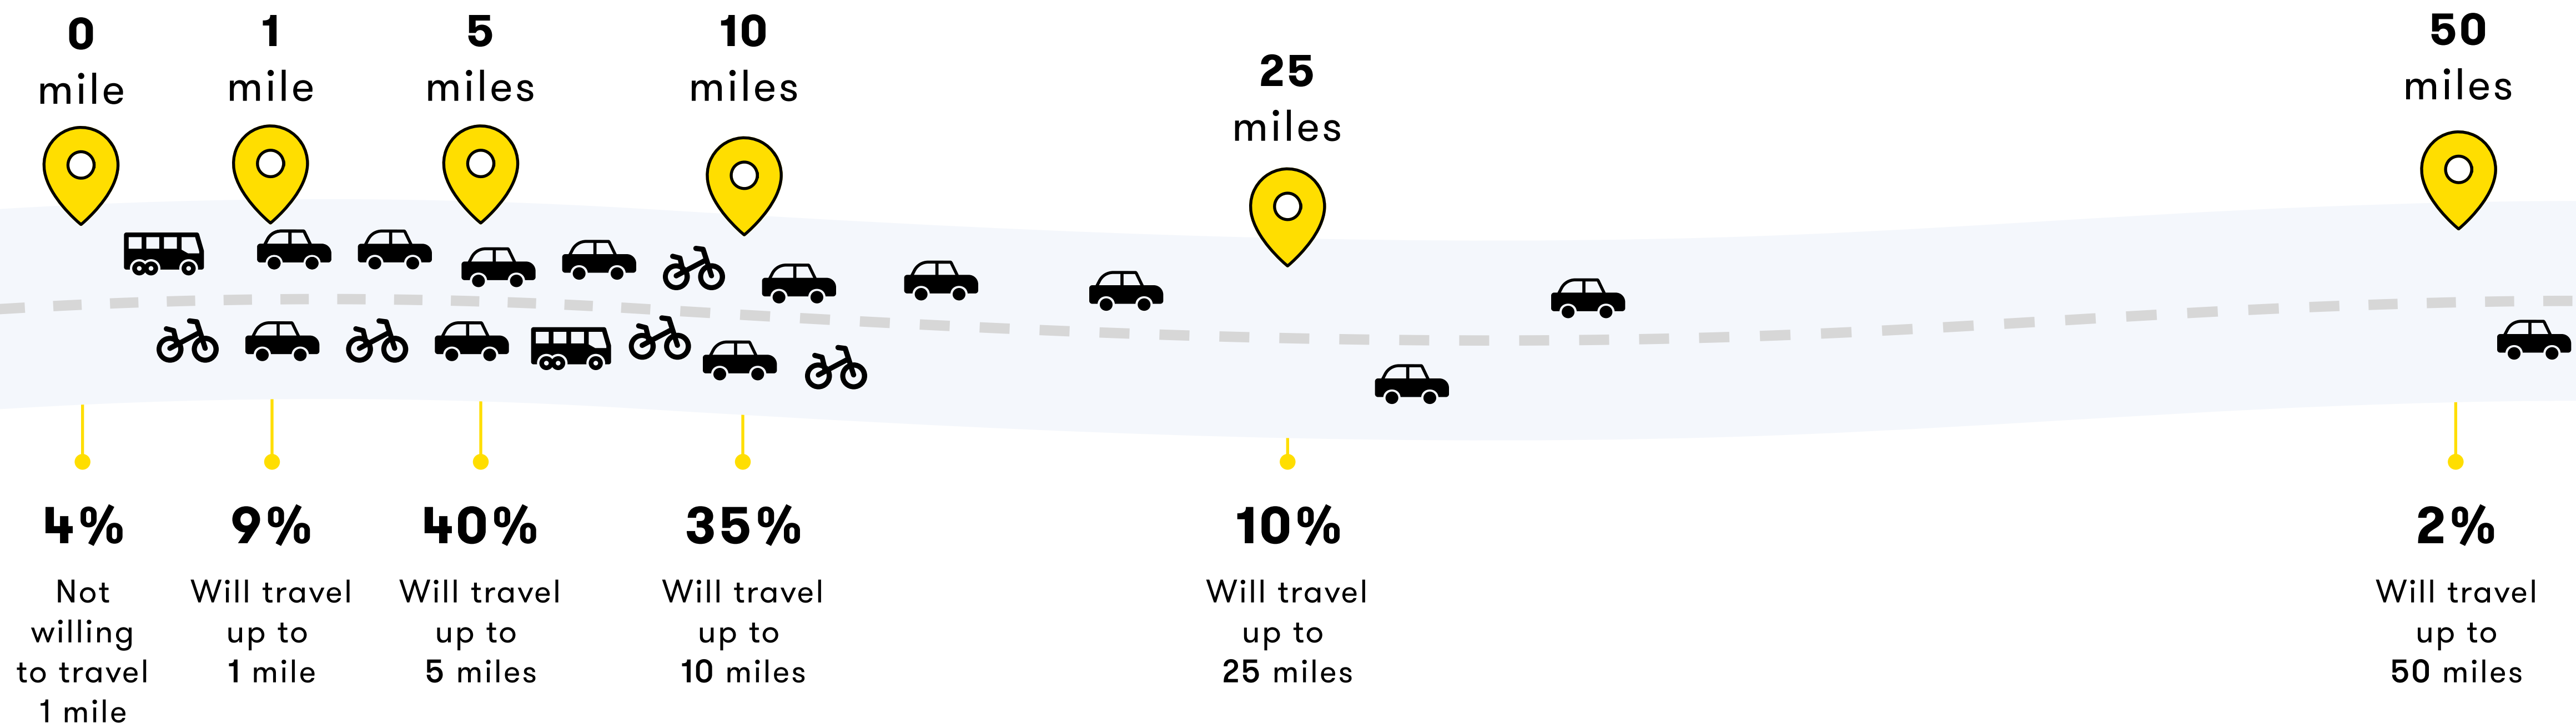 0
mile
1
mile
5
miles
10
miles
25
miles
50
miles
4%
Not
willing
to travel
1 mile
9%
Will travel
up to
1 mile
40%
Will travel
up to
5 miles
35%
Will travel
up to
10 miles
10%
Will travel
up to
25 miles
2%
Will travel
up to
50 miles